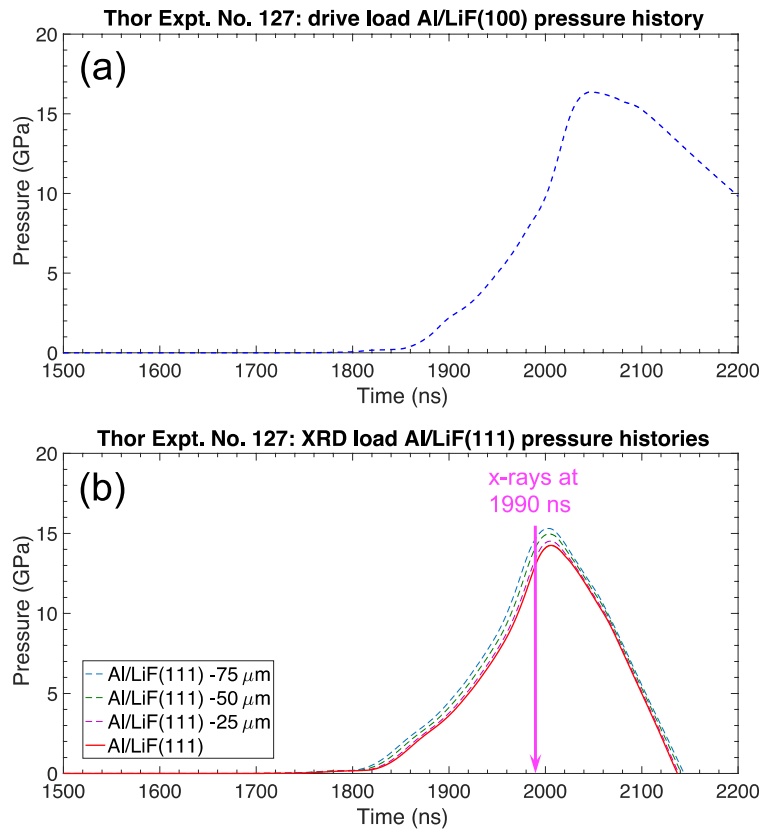 Thor Expt. No. 127: drive load Al/LiF(100) pressure history
(a)
20
15
10
5
0
Pressure (GPa)
1500 1600 1700 1800 1900 2000 2100 2200
Time (ns)
Thor Expt. No. 127: XRD load Al/LiF(111) pressure histories
(b)
x-rays at
1990 ns
20
15
10
5
0
Pressure (GPa)
Al/LiF(111) -75 μm
Al/LiF(111) -50 μm
Al/LiF(111) -25 μm
Al/LiF(111)
1500 1600 1700 1800 1900 2000 2100 2200
Time (ns)